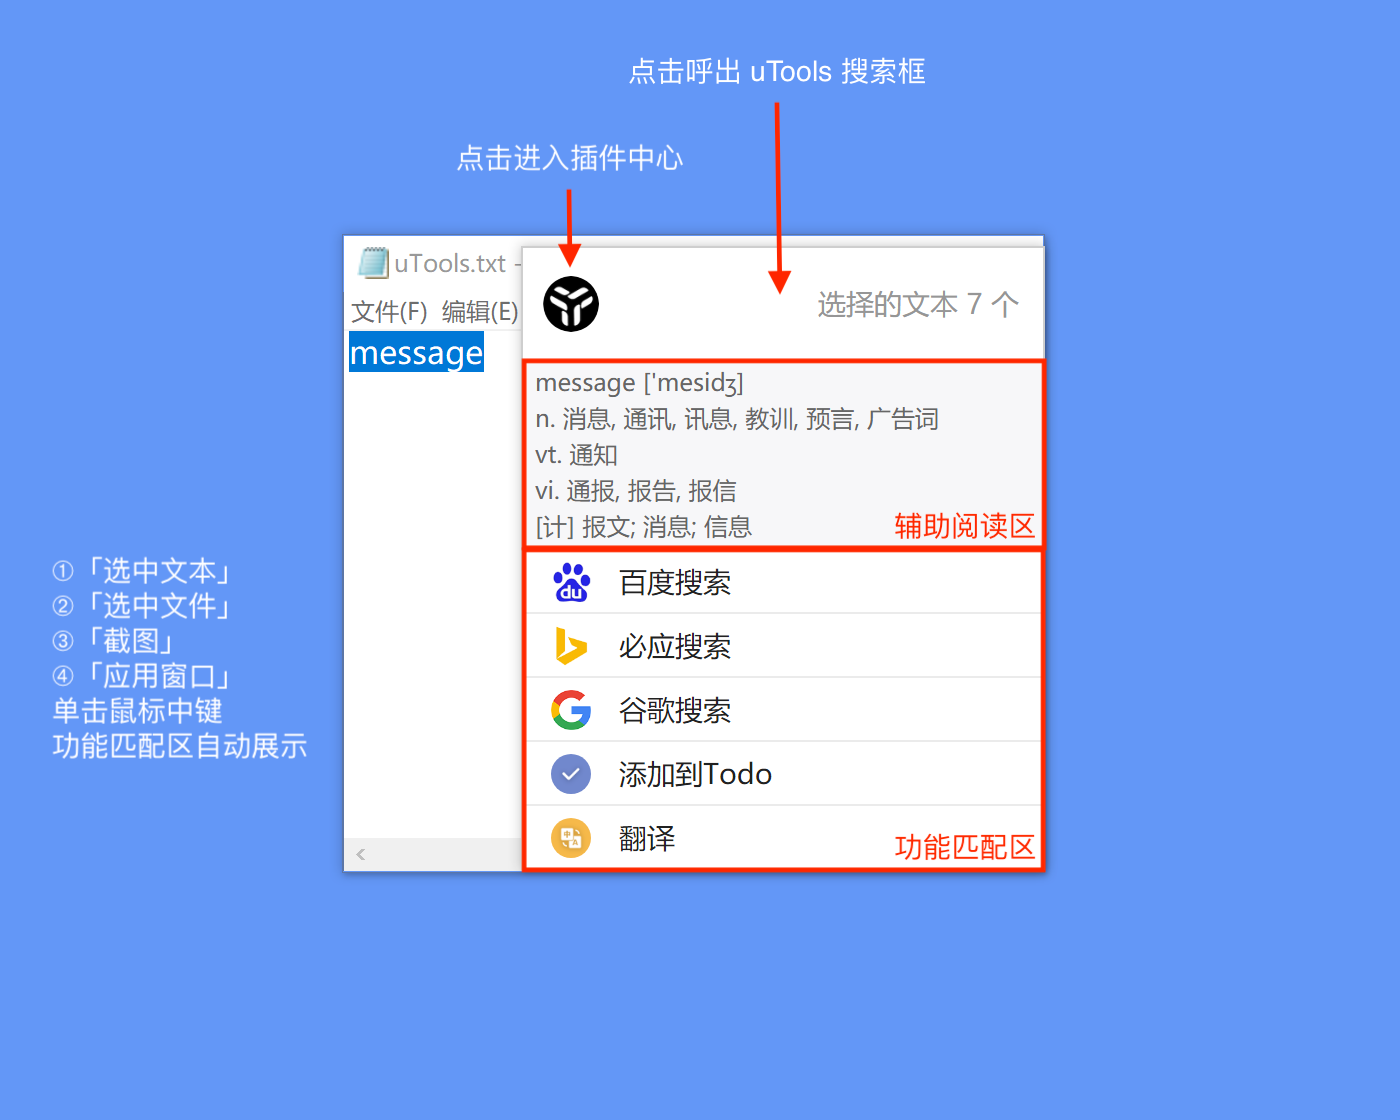 点击呼出 uTools 搜索框
点击进入插件中心
uTools.txt -
文件(F) 编辑(E)
选择的文本 7 个
message
message ['mesidʒ]
n. 消息, 通讯, 讯息, 教训, 预言, 广告词
vt. 通知
vi. 通报, 报告, 报信
[计] 报文; 消息; 信息
辅助阅读区
①「选中文本」
②「选中文件」
③「截图」
④「应用窗口」
单击鼠标中键
功能匹配区自动展示
du
百度搜索
必应搜索
谷歌搜索
添加到Todo
中
A
翻译
功能匹配区